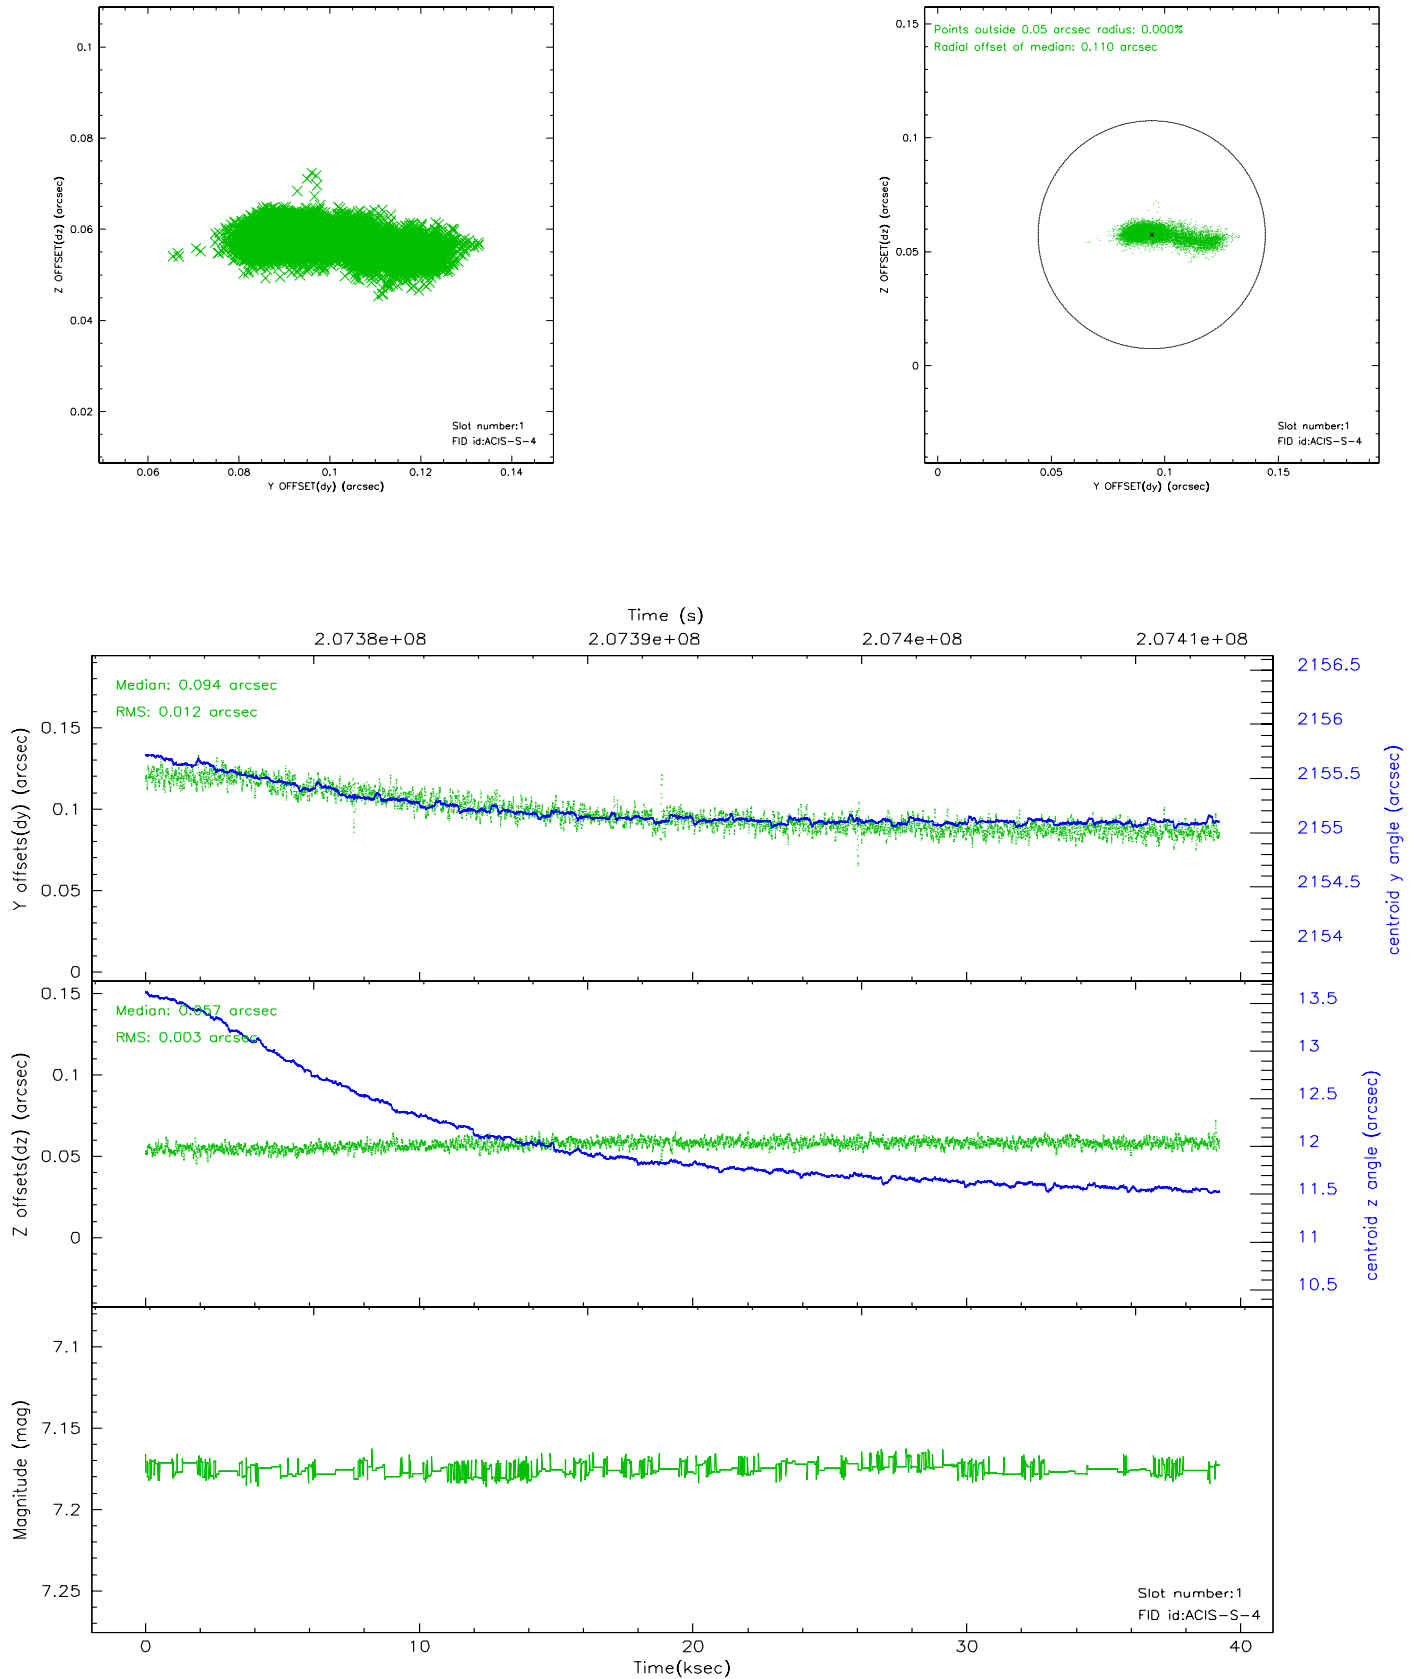 0.1
0.08
0.06
0.04
0.02
Z OFFSET(dz) (arcsec)
0.06 0.08 0.1 0.12 0.14
Y OFFSET(dy) (arcsec)
Slot number:1
FID id:ACIS-S-4
Points outside 0.05 arcsec radius: 0.000%
Radial offset of median: 0.110 arcsec
0.15
0.1
0.05
0
Z OFFSET(dz) (arcsec)
0 0.05 0.1 0.15
Y OFFSET(dy) (arcsec)
Slot number:1
FID id:ACIS-S-4
Time (s)
2.0738e+08 2.0739e+08 2.074e+08 2.0741e+08
Median: 0.094 arcsec
RMS: 0.012 arcsec
0.15
0.1
0.05
0
Y offsets(dy) (arcsec)
2156.5
2156
2155.5
2155
2154.5
2154
centroid y angle (arcsec)
Median: 0.057 arcsec
RMS: 0.003 arcsec
0.15
0.1
0.05
0
Z offsets(dz) (arcsec)
13.5
13
12.5
12
11.5
11
10.5
centroid z angle (arcsec)
7.1
7.15
7.2
7.25
Magnitude (mag)
Slot number:1
FID id:ACIS-S-4
0 10 20 30 40
Time(ksec)